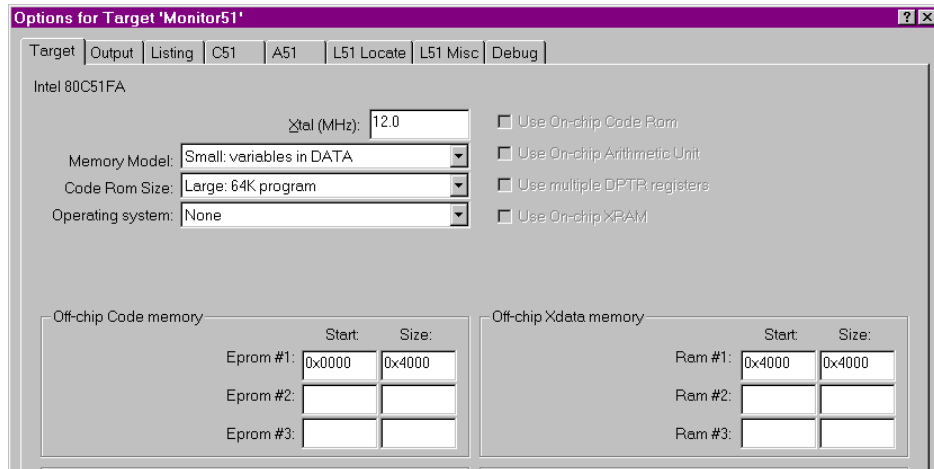 Options for Target 'Monitor51'
Target Output Listing C51 A51 L51 Locate L51 Misc Debug
Intel 80C51FA
Xtal (MHz): 12.0 Use On-chip Code Rom
Memory Model: Small: variables in DATA Use On-chip Arithmetic Unit
Code Rom Size: Large: 64K program Use multiple DPTR registers
Operating system: None Use On-chip XRAM
Off-chip Code memory Off-chip Xdata memory
Start: Size: Start: Size:
Eprom #1: 0x0000 0x4000 Ram #1: 0x4000 0x4000
Eprom #2: Ram #2:
Eprom #3: Ram #3: